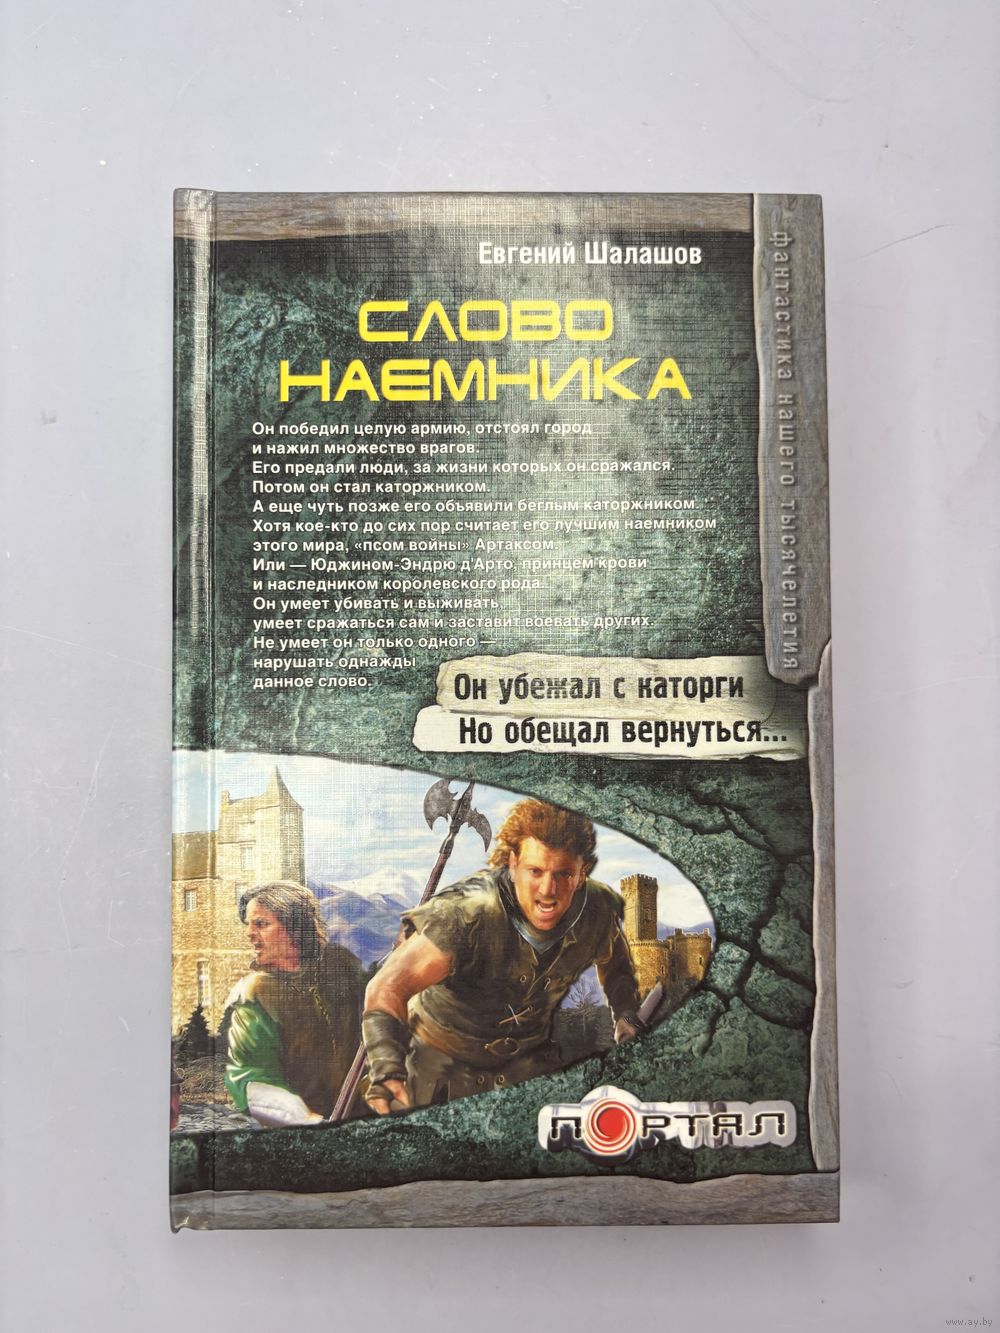 Евгений Шалашов
СЛОВО
НАЕМНИКА
Он победил целую армию, отстоял город
и нажил множество врагов.
Его предали люди, за жизни которых он сражался.
Потом он стал каторжником.
А еще чуть позже его объявили беглым каторжником.
Хотя кое-кто до сих пор считает его лучшим наемником
этого мира, «псом войны» Артаксом.
Или — Юджином-Эндрю д'Арто, принцем крови
и наследником королевского рода.
Он умеет убивать и выживать,
умеет сражаться сам и заставит воевать других.
Не умеет он только одного —
нарушать однажды
данное слово.
Он убежал с каторги
Но обещал вернуться...
фантастика нашего тысячелетия
ПОРТАЛ
www.ay.by